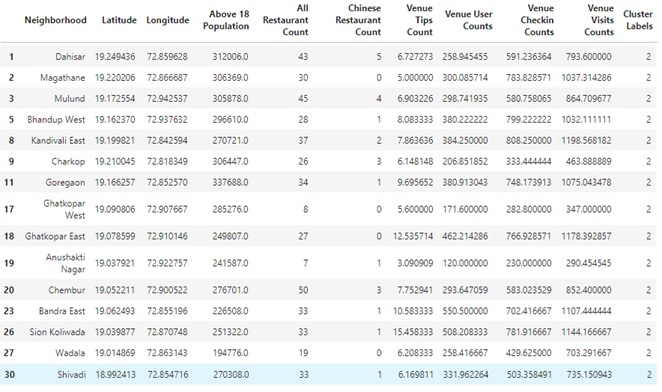 Neighborhood Latitude Longitude Above 18 Population All Restaurant Count Chinese Restaurant Count Venue Tips Count Venue User Counts Venue Checkin Counts Venue Visits Counts Cluster Labels
1 Dahisar 19.249436 72.859628 312006.0 43 5 6.727273 258.945455 591.236364 793.600000 2
2 Magathane 19.220206 72.866687 306369.0 30 0 5.000000 300.085714 783.828571 1037.314286 2
3 Mulund 19.172554 72.942537 305878.0 45 4 6.903226 298.741935 580.758065 864.709677 2
5 Bhandup West 19.162370 72.937632 296610.0 28 1 8.083333 380.222222 799.222222 1032.111111 2
8 Kandivali East 19.199821 72.842594 270721.0 37 2 7.863636 384.250000 808.250000 1198.568182 2
9 Charkop 19.210045 72.818349 306447.0 26 3 6.148148 206.851852 333.444444 463.888889 2
11 Goregaon 19.166257 72.852570 337688.0 34 1 9.695652 380.913043 748.173913 1075.043478 2
17 Ghatkopar West 19.090806 72.907667 285276.0 8 0 5.600000 171.600000 282.800000 347.000000 2
18 Ghatkopar East 19.078599 72.910146 249807.0 27 0 12.535714 462.214286 766.928571 1178.392857 2
19 Anushakti Nagar 19.037921 72.922757 241587.0 7 1 3.090909 120.000000 230.000000 290.454545 2
20 Chembur 19.052211 72.900522 276701.0 50 3 7.752941 293.647059 583.023529 852.400000 2
23 Bandra East 19.062493 72.855196 226508.0 33 1 10.583333 550.500000 702.416667 1107.444444 2
26 Sion Koliwada 19.039877 72.870748 251322.0 33 1 15.458333 508.208333 781.916667 1144.166667 2
27 Wadala 19.014869 72.863143 194776.0 19 0 6.208333 258.416667 429.625000 703.291667 2
30 Shivadi 18.992413 72.854716 270308.0 33 1 6.169811 331.962264 503.358491 735.150943 2